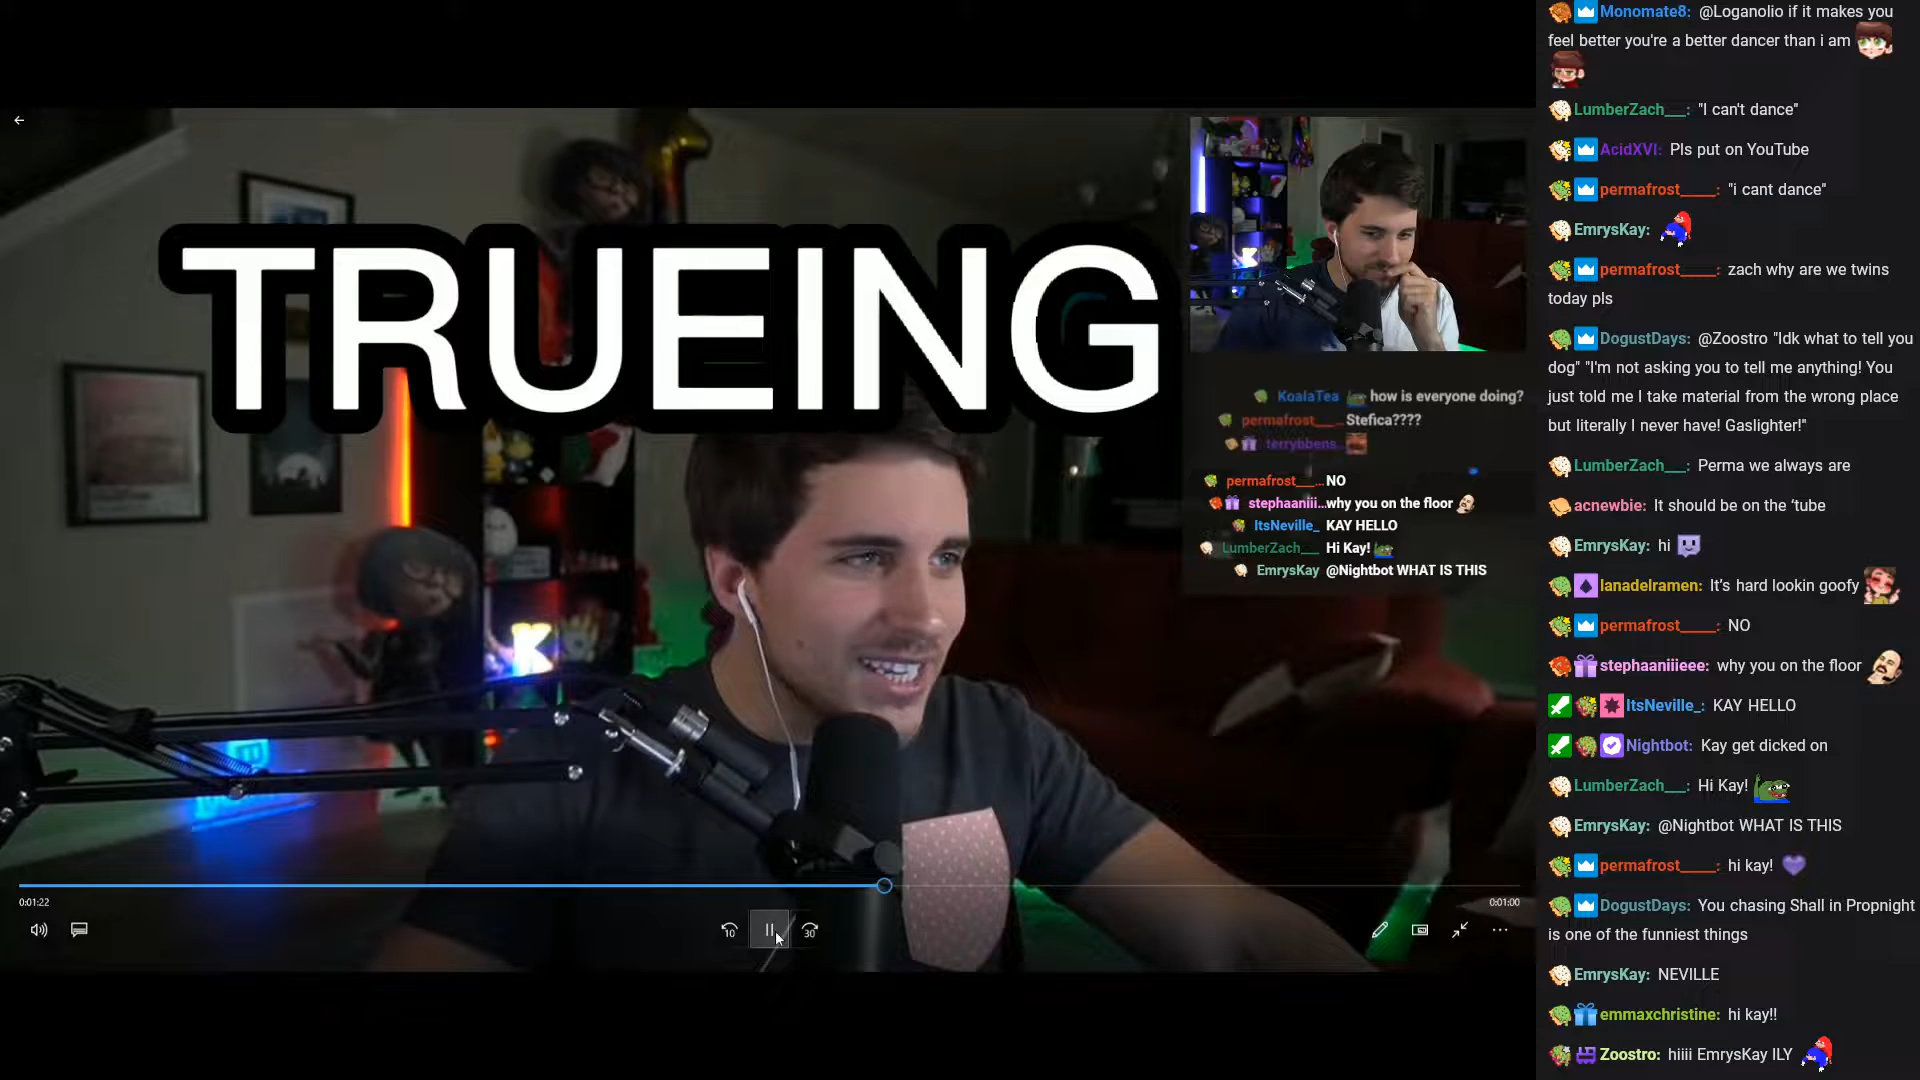 TRUEING
KoalaTea how is everyone doing?
permafrost___... Stefica????
terryhbens...
permafrost___... NO
stephaaniii... why you on the floor
ItsNeville_ KAY HELLO
LumberZach___ Hi Kay!
EmrysKay @Nightbot WHAT IS THIS
K
0:01:22
0:01:00
10
30
Monomate8: @Loganolio if it makes you
feel better you're a better dancer than i am
LumberZach___: "I can't dance"
AcidXVI: Pls put on YouTube
permafrost_____: "i cant dance"
EmrysKay:
permafrost_____: zach why are we twins
today pls
DogustDays: @Zoostro "Idk what to tell you
dog" "I'm not asking you to tell me anything! You
just told me I take material from the wrong place
but literally I never have! Gaslighter!"
LumberZach___: Perma we always are
acnewbie: It should be on the ‘tube
EmrysKay: hi
lanadelramen: It’s hard lookin goofy
permafrost_____: NO
stephaaniiieee: why you on the floor
ItsNeville_: KAY HELLO
Nightbot: Kay get dicked on
LumberZach___: Hi Kay!
EmrysKay: @Nightbot WHAT IS THIS
permafrost_____: hi kay!
DogustDays: You chasing Shall in Propnight
is one of the funniest things
EmrysKay: NEVILLE
emmaxchristine: hi kay!!
Zoostro: hiiii EmrysKay ILY